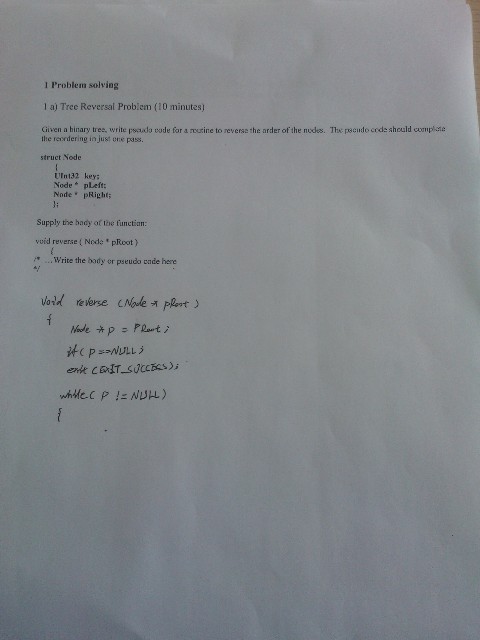 1 Problem solving
1 a) Tree Reversal Problem (10 minutes)
Given a binary tree, write pseudo code for a routine to reverse the order of the nodes. The pseudo code should complete
the reordering in just one pass.
struct Node
{
UInt32 key;
Node * pLeft;
Node * pRight;
};
Supply the body of the function:
void reverse ( Node * pRoot )
{
/* ... Write the body or pseudo code here
*/
void reverse (Node * pRoot )
{
Node *p = PRoot;
if( p==NULL)
exit (EXIT_SUCCESS);
while( P != NULL)
{